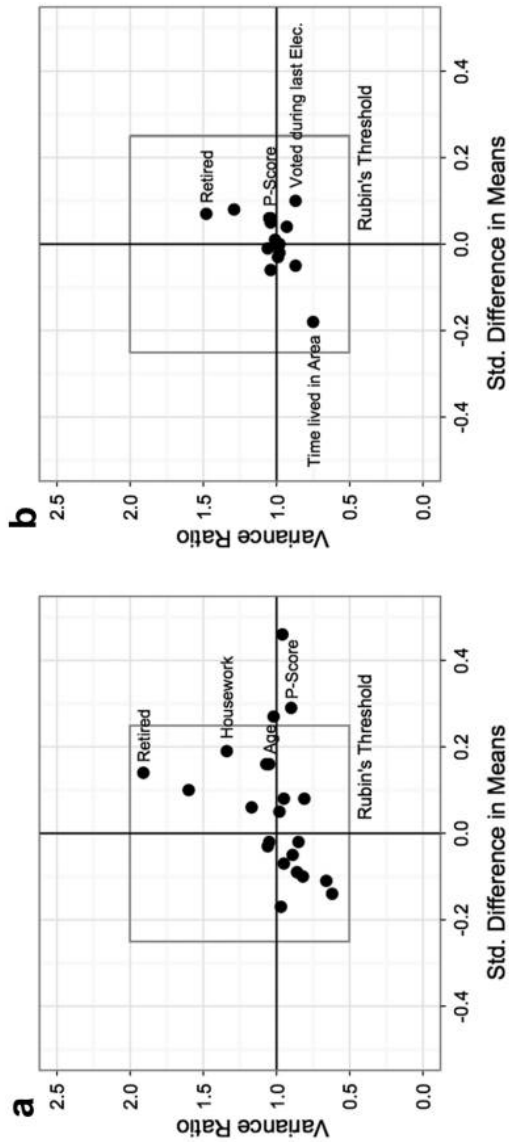 a
Variance Ratio
2.5
2.0
1.5
1.0
0.5
0.0
Retired
Housework
Age
P-Score
Rubin's Threshold
-0.4
-0.2
0.0
0.2
0.4
Std. Difference in Means
b
Variance Ratio
2.5
2.0
1.5
1.0
0.5
0.0
Retired
P-Score
Voted during last Elec.
Time lived in Area
Rubin's Threshold
-0.4
-0.2
0.0
0.2
0.4
Std. Difference in Means